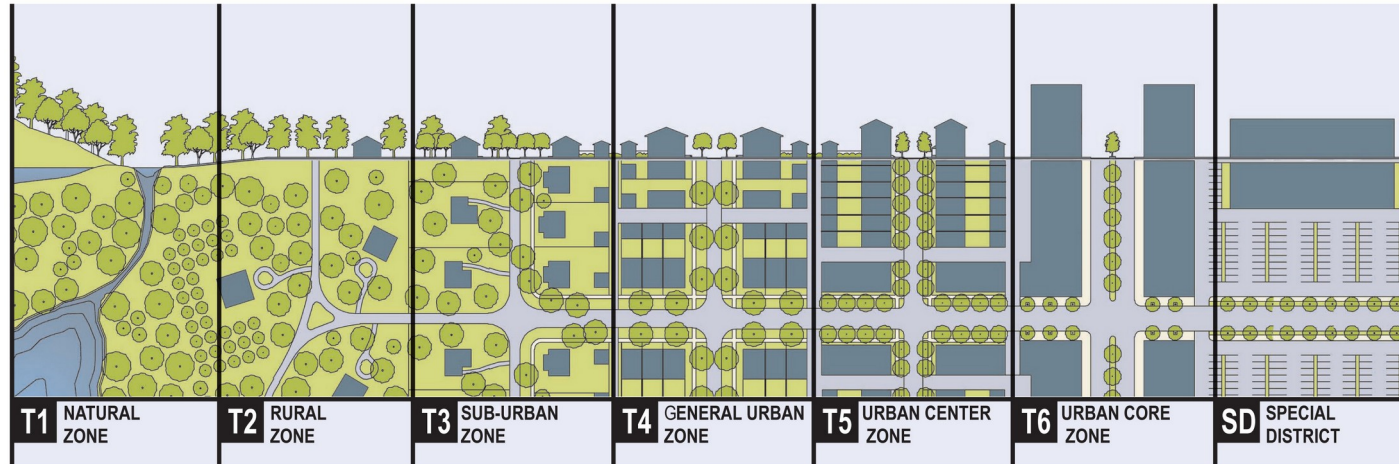 T1 NATURAL
ZONE
T2 RURAL
ZONE
T3 SUB-URBAN
ZONE
T4 GENERAL URBAN
ZONE
T5 URBAN CENTER
ZONE
T6 URBAN CORE
ZONE
SD SPECIAL
DISTRICT